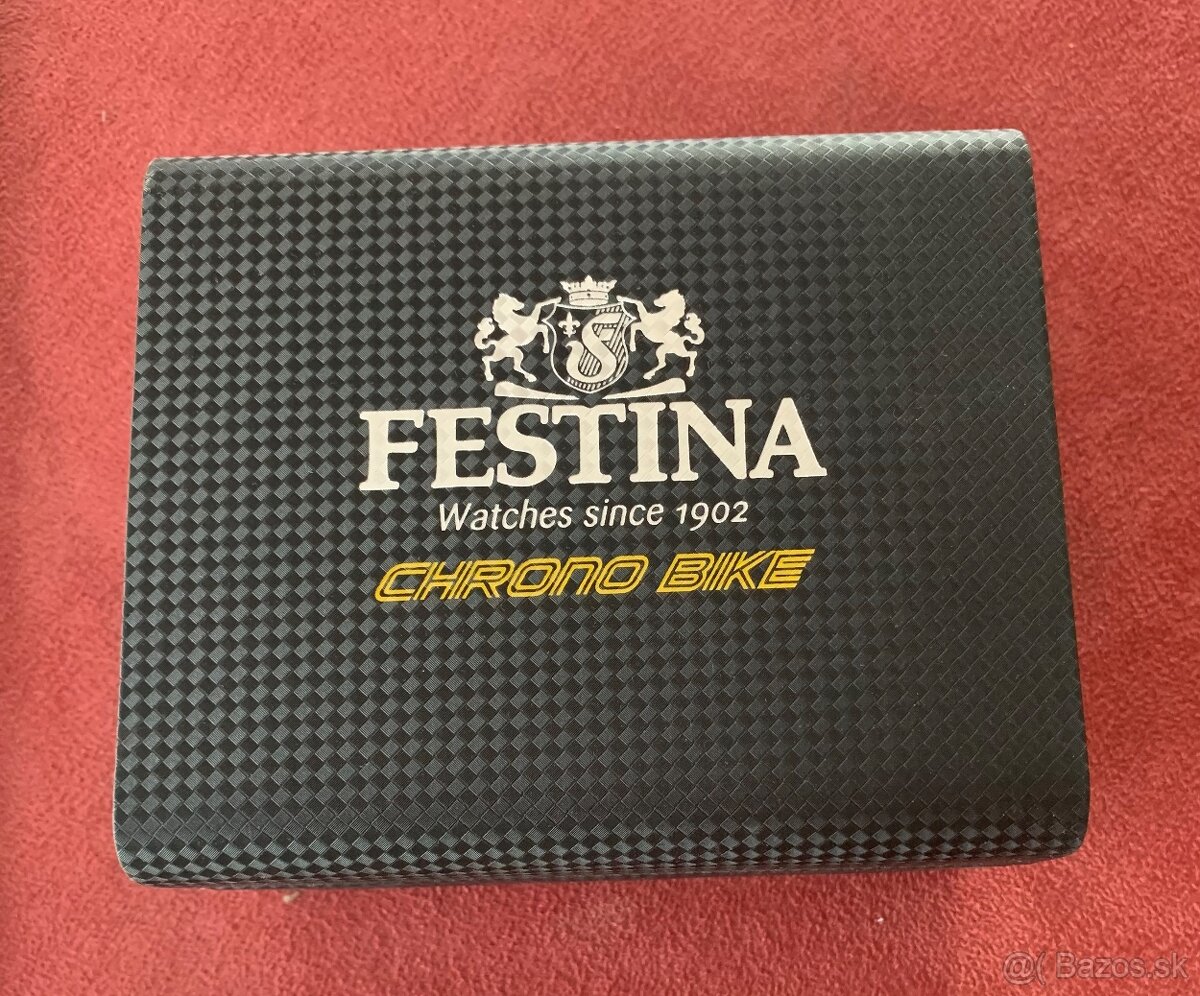 FESTINA
Watches since 1902
CHRONO BIKE
@( Bazos.sk